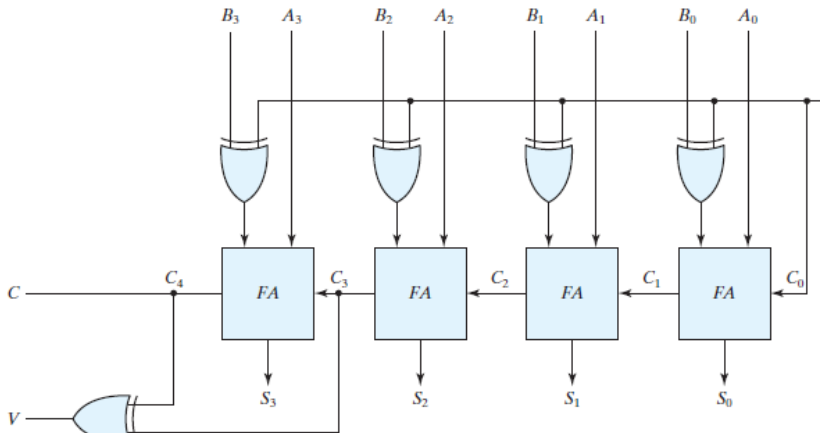 B₃ A₃ B₂ A₂ B₁ A₁ B₀ A₀
C C₄ FA C₃ FA C₂ FA C₁ FA C₀
S₃ S₂ S₁ S₀
V